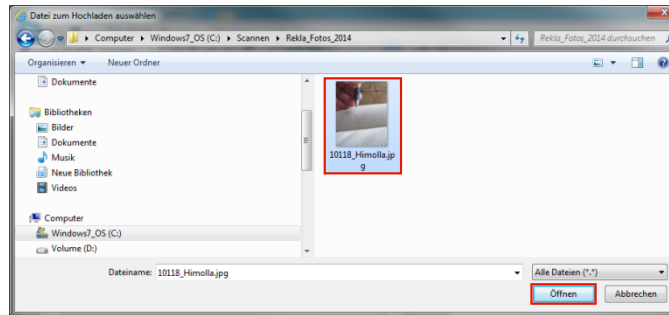 Datei zum Hochladen auswählen
Computer Windows7_OS (C:) Scannen Rekla_Fotos_2014
Rekla_Fotos_2014 durchsuchen
Organisieren Neuer Ordner
Dokumente
Bibliotheken
Bilder
Dokumente
Musik
Neue Bibliothek
Videos
Computer
Windows7_OS (C:)
Volume (D:)
10118_Himolla.jp
g
Dateiname: 10118_Himolla.jpg
Alle Dateien (*.*)
Öffnen Abbrechen